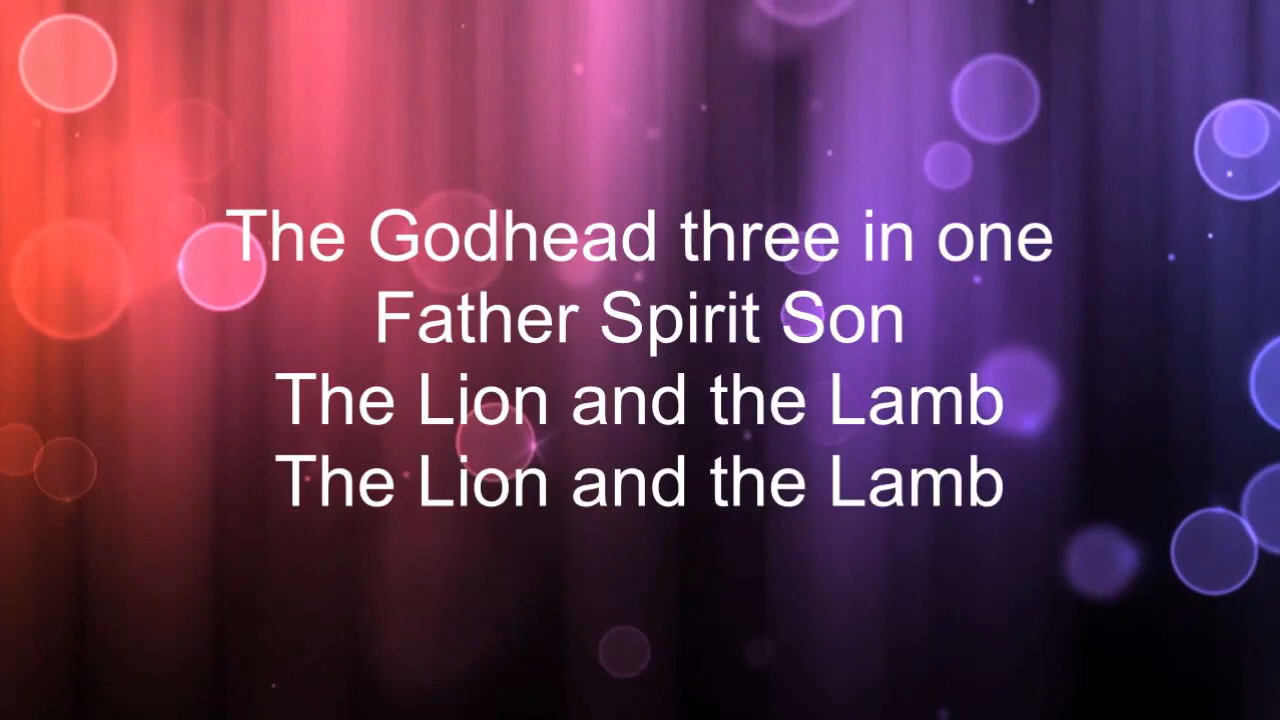 The Godhead three in one
Father Spirit Son
The Lion and the Lamb
The Lion and the Lamb